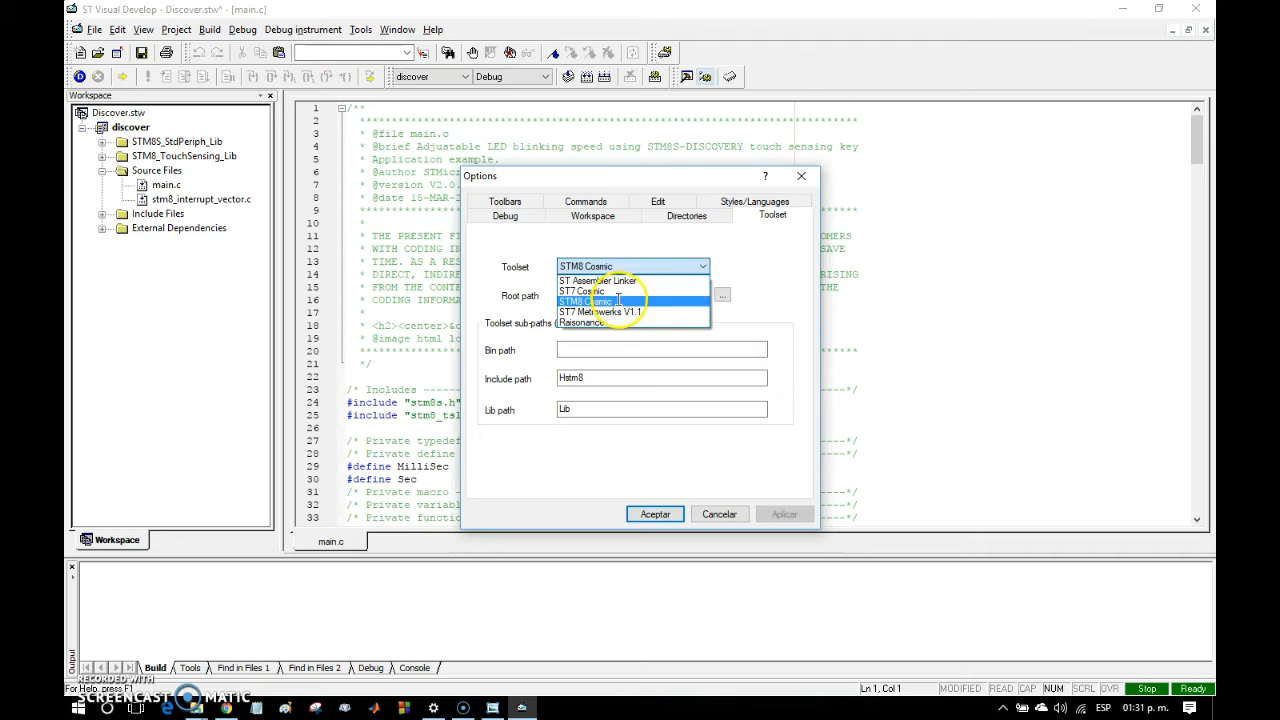 ST Visual Develop - Discover.stw* - [main.c]
File Edit View Project Build Debug Debug instrument Tools Window Help
discover Debug
Workspace
Discover.stw
discover
STM8S_StdPeriph_Lib
STM8_TouchSensing_Lib
Source Files
main.c
stm8_interrupt_vector.c
Include Files
External Dependencies
Workspace
1 /**
2 ******************************************************************************
3 * @file main.c
4 * @brief Adjustable LED blinking speed using STM8S-DISCOVERY touch sensing key
5 * Application example.
6 * @author STMicr
7 * @version V2.0.
8 * @date 15-MAR-2
9 ******************************************************************************
10 *
11 * THE PRESENT FI OMERS
12 * WITH CODING IN SAVE
13 * TIME. AS A RES
14 * DIRECT, INDIRE RISING
15 * FROM THE CONTE THE
16 * CODING INFORMA
17 *
18 * <h2><center>&c
19 * @image html lo
20 ******************************************************************************
21 */
22
23 /* Includes ---- ----*/
24 #include "stm8s.h"
25 #include "stm8_tsl
26
27 /* Private typedef ----*/
28 /* Private define ----*/
29 #define MilliSec
30 #define Sec
31 /* Private macro - ----*/
32 /* Private variabl ----*/
33 /* Private functio ----*/
main.c
Options
? 
Toolbars Commands Edit Styles/Languages
Debug Workspace Directories Toolset
Toolset STM8 Cosmic
ST Assembler Linker
ST7 Cosmic
STM8 Cosmic
ST7 Metrowerks V1.1
Raisonance
Root path ...
Toolset sub-paths (
Bin path
Include path Hstm8
Lib path Lib
Aceptar Cancelar Aplicar
Output
Build Tools Find in Files 1 Find in Files 2 Debug Console
For Help, press F1 Ln 1, Col 1 MODIFIED READ CAP NUM SCRL OVR Stop Ready
RECORDED WITH
SCREENCAST MATIC
ESP 01:31 p. m.